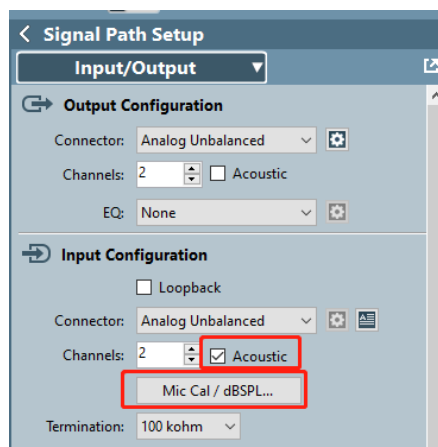 Signal Path Setup
Input/Output
Output Configuration
Connector: Analog Unbalanced
Channels: 2 Acoustic
EQ: None
Input Configuration
Loopback
Connector: Analog Unbalanced
Channels: 2 Acoustic
Mic Cal / dBSPL...
Termination: 100 kohm